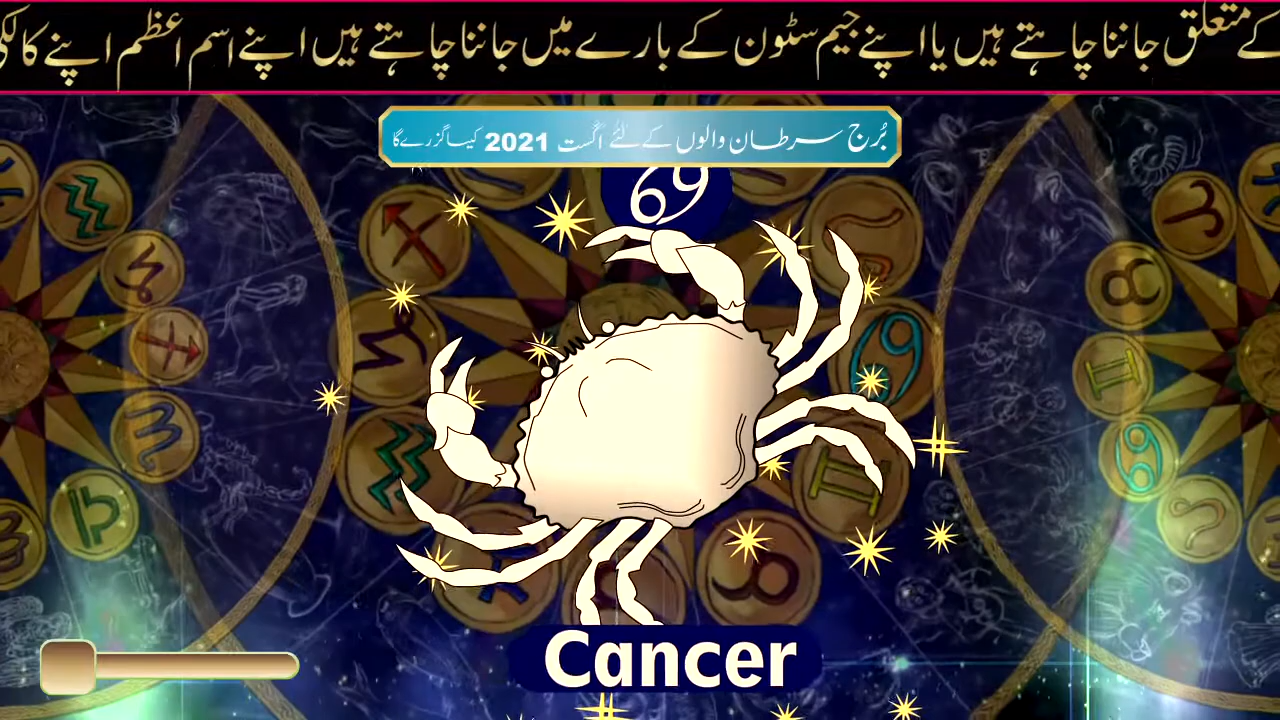 کے متعلق جاننا چاہتے ہیں یا اپنے جیم سٹون کے بارے میں جاننا چاہتے ہیں اپنے اسم اعظم اپنے کا
بُرج سرطان والوں کے لئے اگست 2021 کیسا گزرے گا
Cancer